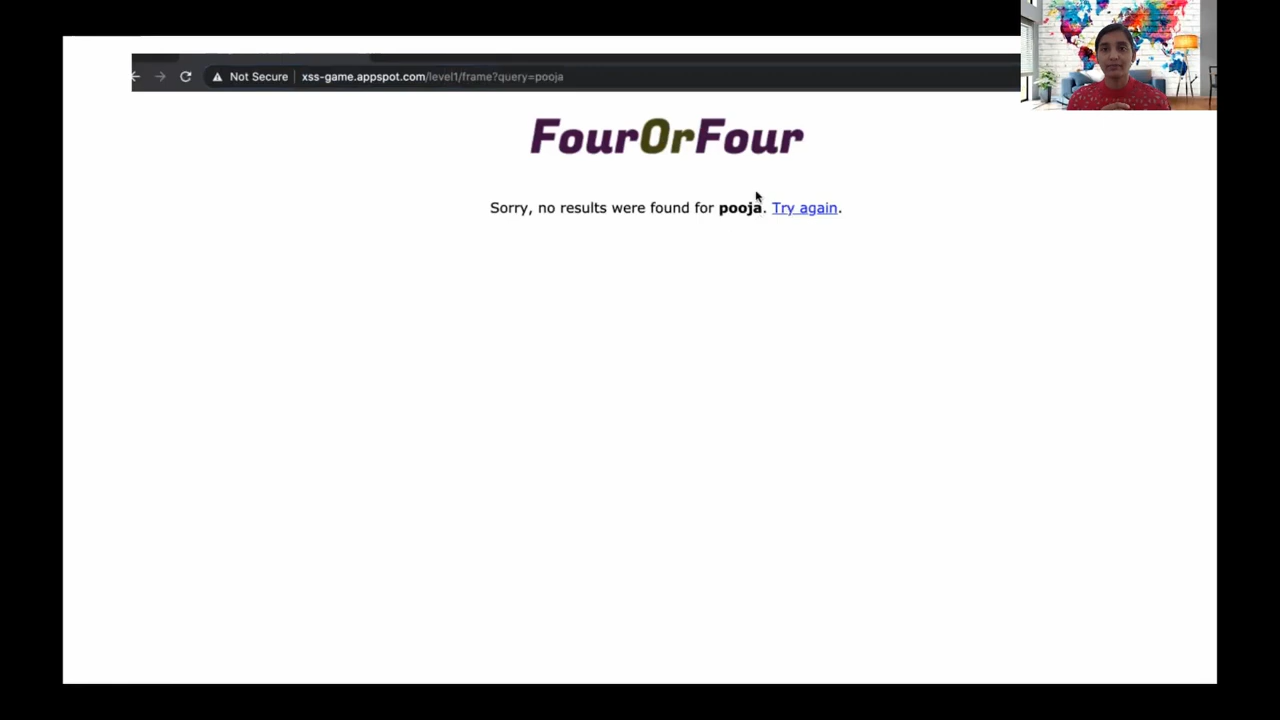 Not Secure xss-game.appspot.com/level1/frame?query=pooja
FourOrFour
Sorry, no results were found for pooja. Try again.